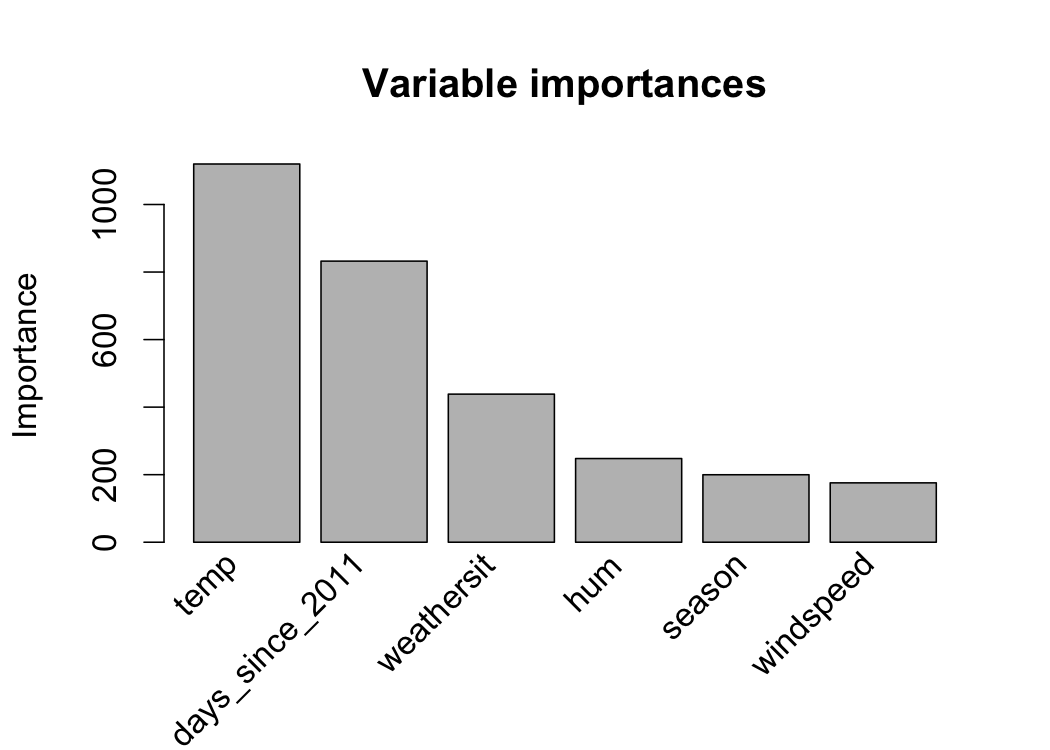 Variable importances
Importance
1000
600
200
0
temp
days_since_2011
weathersit
hum
season
windspeed